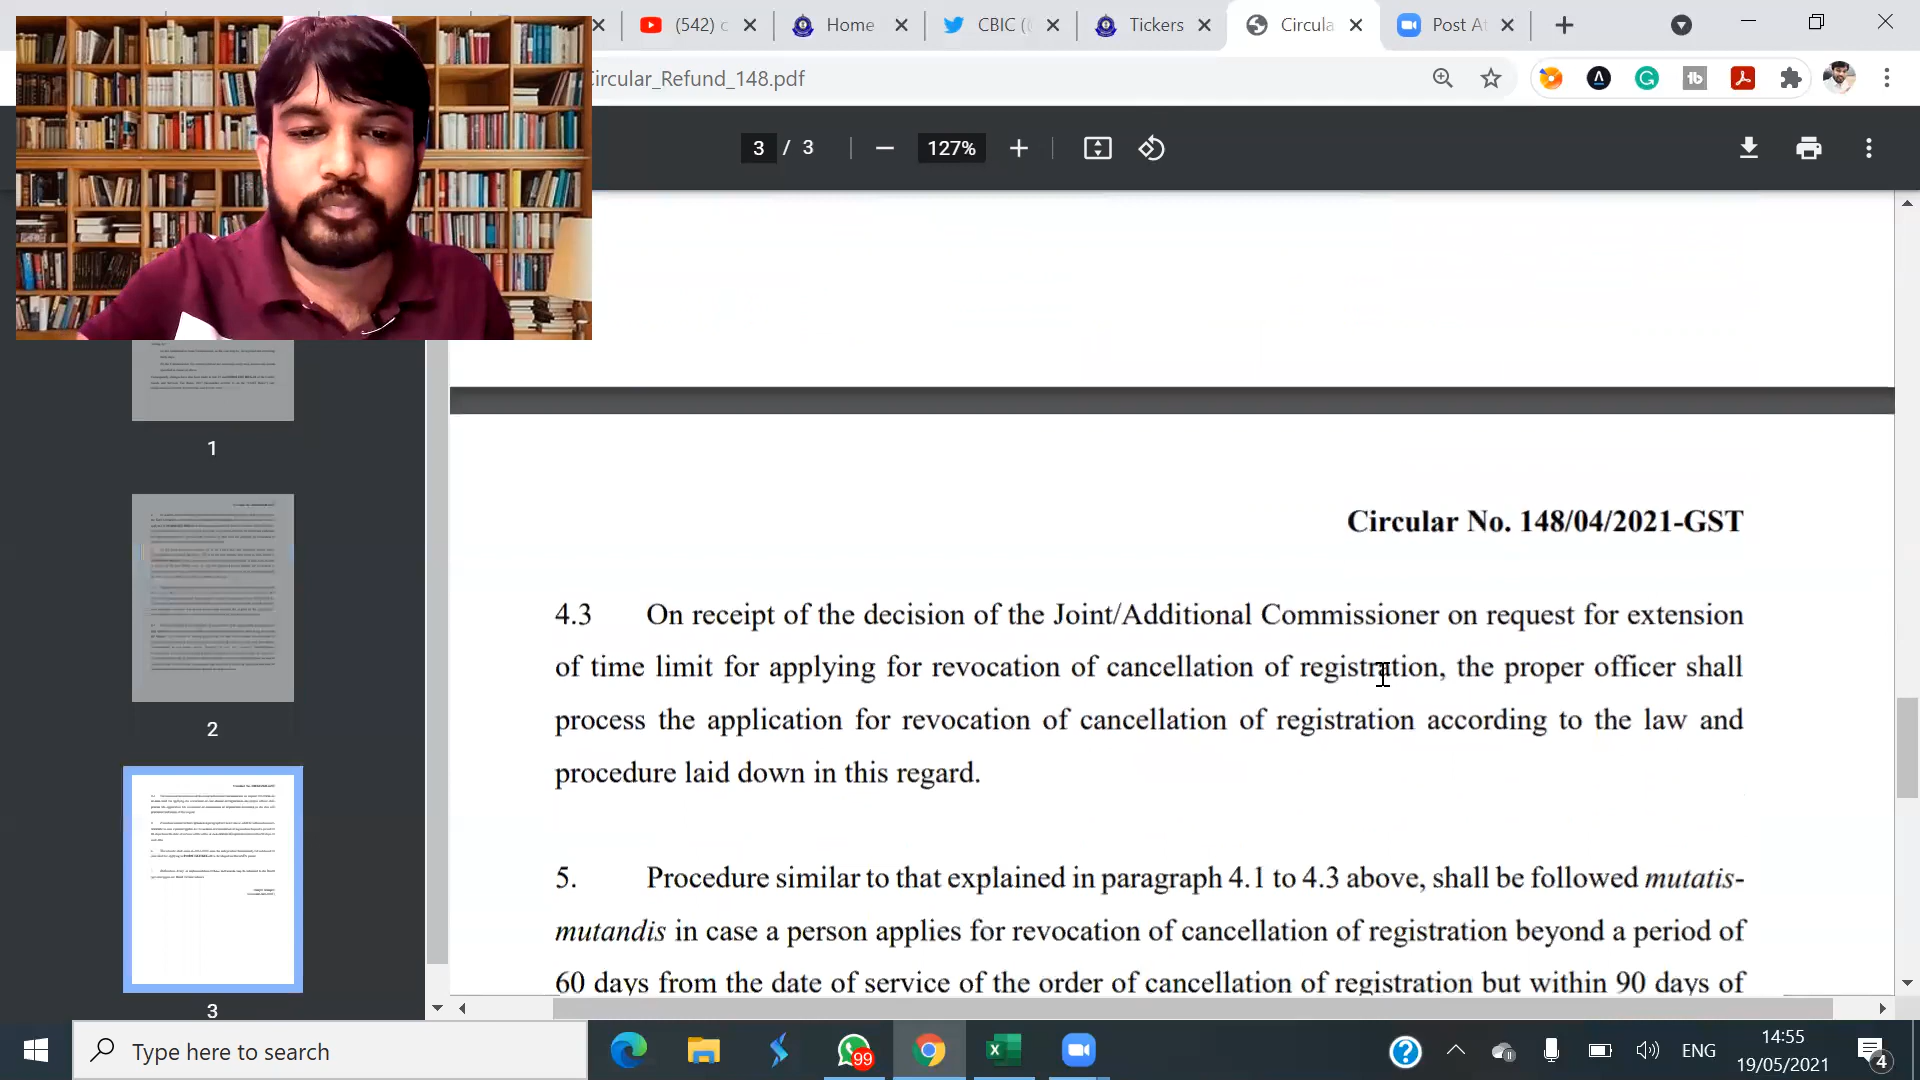 (542) c
Home
CBIC (
Tickers
Circula
Post At
Circular_Refund_148.pdf
3 / 3
127%
1
2
3
Circular No. 148/04/2021-GST
4.3 On receipt of the decision of the Joint/Additional Commissioner on request for extension
of time limit for applying for revocation of cancellation of registration, the proper officer shall
process the application for revocation of cancellation of registration according to the law and
procedure laid down in this regard.
5. Procedure similar to that explained in paragraph 4.1 to 4.3 above, shall be followed mutatis-
mutandis in case a person applies for revocation of cancellation of registration beyond a period of
60 days from the date of service of the order of cancellation of registration but within 90 days of
Type here to search
99
ENG
14:55
19/05/2021
4